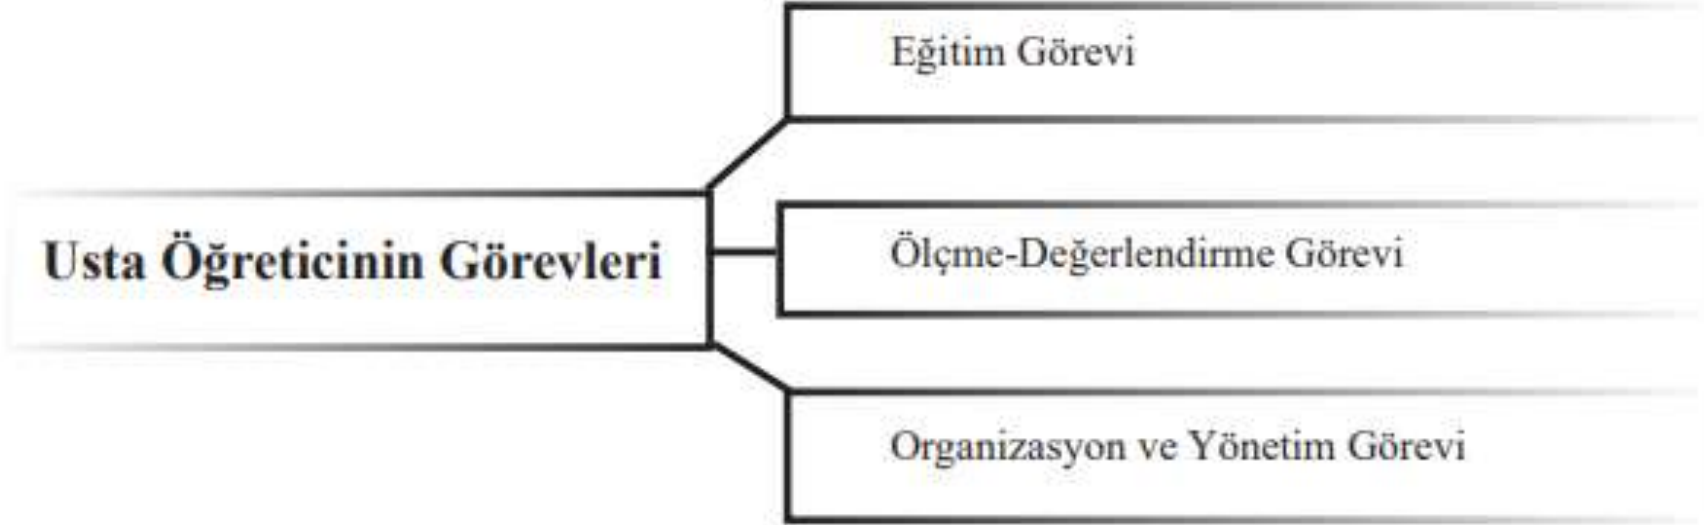 Eğitim Görevi
Usta Öğreticinin Görevleri
Ölçme-Değerlendirme Görevi
Organizasyon ve Yönetim Görevi